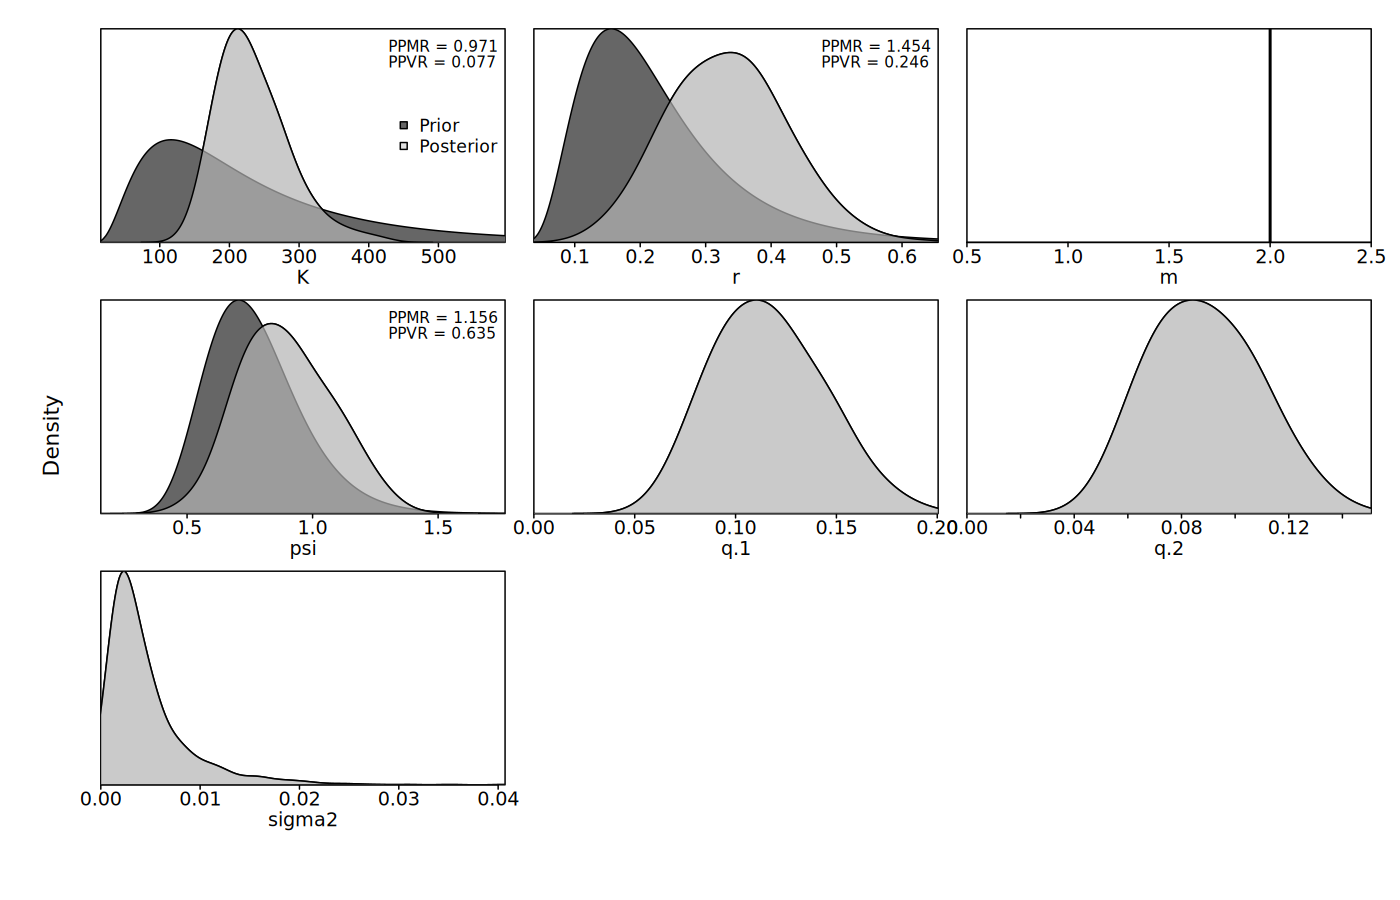 PPMR = 0.971
PPVR = 0.077
Prior
Posterior
100 200 300 400 500
K
PPMR = 1.454
PPVR = 0.246
0.1 0.2 0.3 0.4 0.5 0.6
r
0.5 1.0 1.5 2.0 2.5
m
Density
PPMR = 1.156
PPVR = 0.635
0.5 1.0 1.5
psi
0.00 0.05 0.10 0.15 0.20
q.1
0.00 0.04 0.08 0.12
q.2
0.00 0.01 0.02 0.03 0.04
sigma2